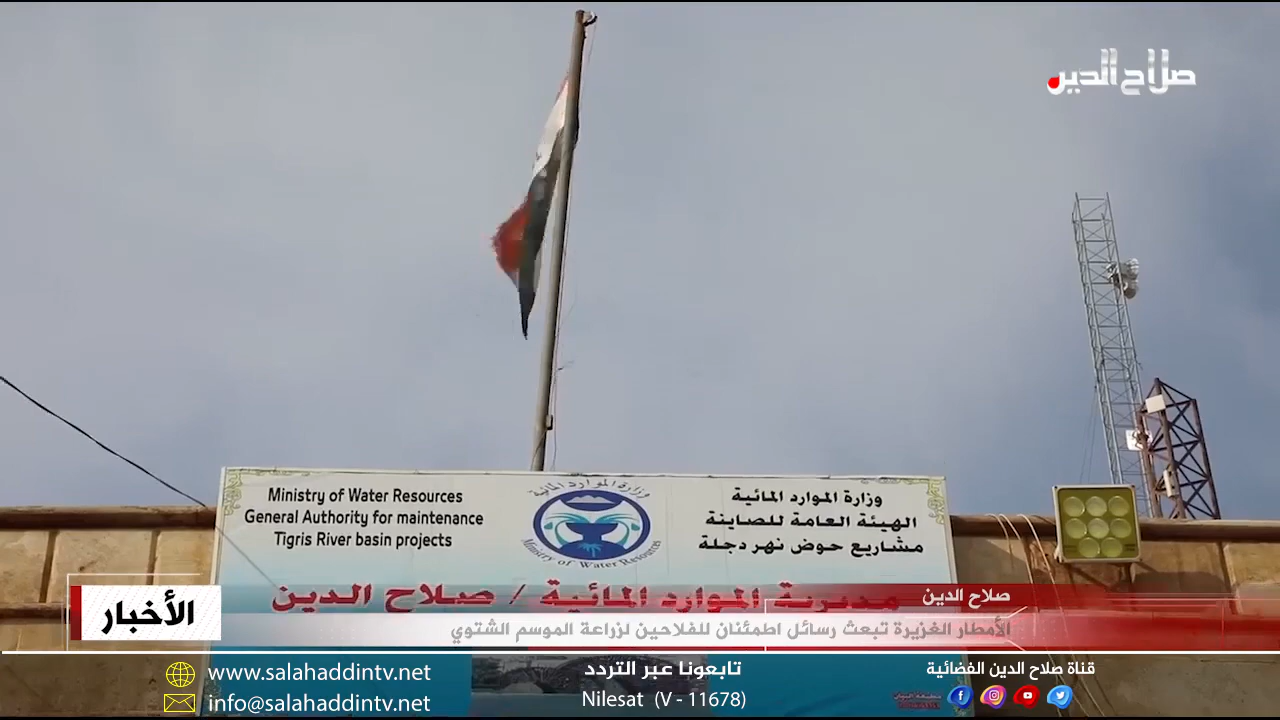 صلاح الدين
Ministry of Water Resources
General Authority for maintenance
Tigris River basin projects
وزارة الموارد المائية
Ministry of Water Resources
وزارة الموارد المائية
الهيئة العامة للصيانة
مشاريع حوض نهر دجلة
مديرية الموارد المائية / صلاح الدين
الأخبار
صلاح الدين
الأمطار الغزيرة تبعث رسائل اطمئنان للفلاحين لزراعة الموسم الشتوي
www.salahaddintv.net
info@salahaddintv.net
تابعونا عبر التردد
Nilesat (V - 11678)
قناة صلاح الدين الفضائية